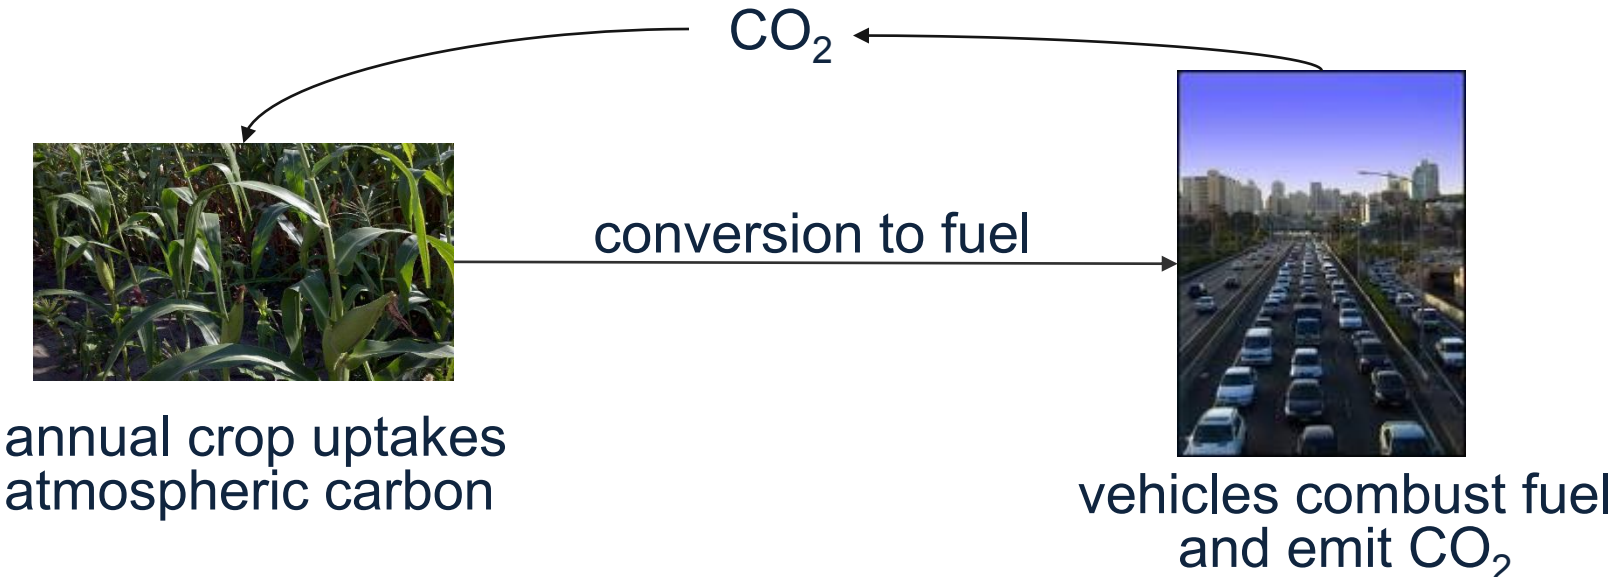 CO₂
conversion to fuel
annual crop uptakes
atmospheric carbon
vehicles combust fuel
and emit CO₂